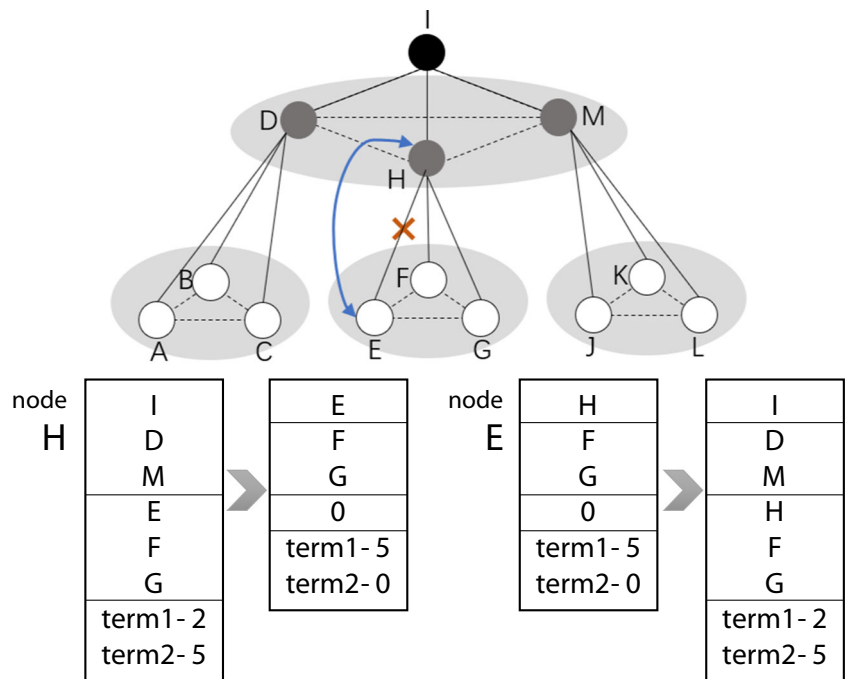 I
D
M
H
B
F
K
A
C
E
G
J
L
node
H
I
D
M
E
F
G
term1- 2
term2- 5
E
F
G
0
term1- 5
term2- 0
node
E
H
F
G
0
term1- 5
term2- 0
I
D
M
H
F
G
term1- 2
term2- 5